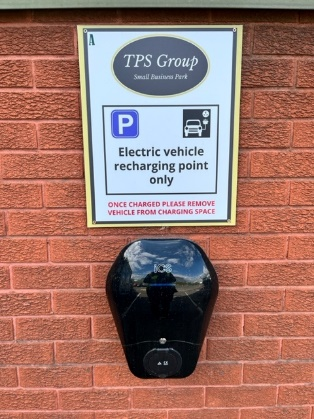 A
TPS Group
Small Business Park
P
Electric vehicle
recharging point
only
ONCE CHARGED PLEASE REMOVE
VEHICLE FROM CHARGING SPACE